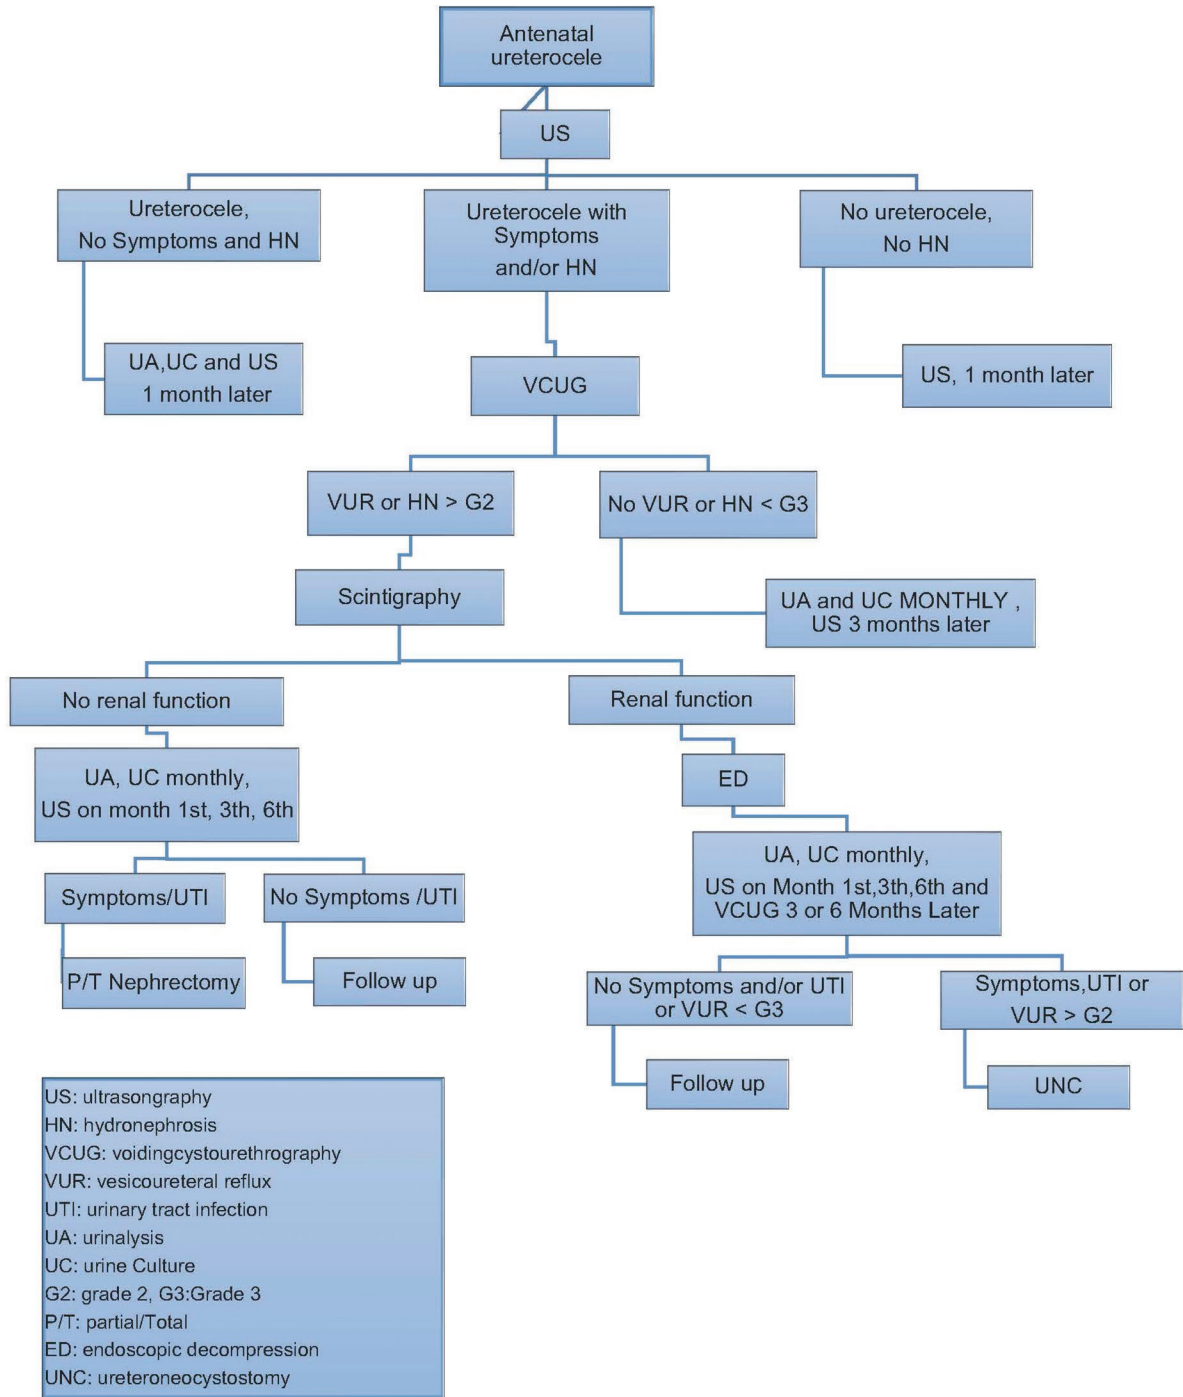 Antenatal
ureterocele
US
Ureterocele,
No Symptoms and HN
Ureterocele with
Symptoms
and/or HN
No ureterocele,
No HN
UA,UC and US
1 month later
VCUG
US, 1 month later
VUR or HN > G2
No VUR or HN < G3
Scintigraphy
UA and UC MONTHLY ,
US 3 months later
No renal function
Renal function
UA, UC monthly,
US on month 1st, 3th, 6th
ED
UA, UC monthly,
US on Month 1st,3th,6th and
VCUG 3 or 6 Months Later
Symptoms/UTI
No Symptoms /UTI
P/T Nephrectomy
Follow up
No Symptoms and/or UTI
or VUR < G3
Symptoms,UTI or
VUR > G2
Follow up
UNC
US: ultrasongraphy
HN: hydronephrosis
VCUG: voidingcystourethrography
VUR: vesicoureteral reflux
UTI: urinary tract infection
UA: urinalysis
UC: urine Culture
G2: grade 2, G3:Grade 3
P/T: partial/Total
ED: endoscopic decompression
UNC: ureteroneocystostomy